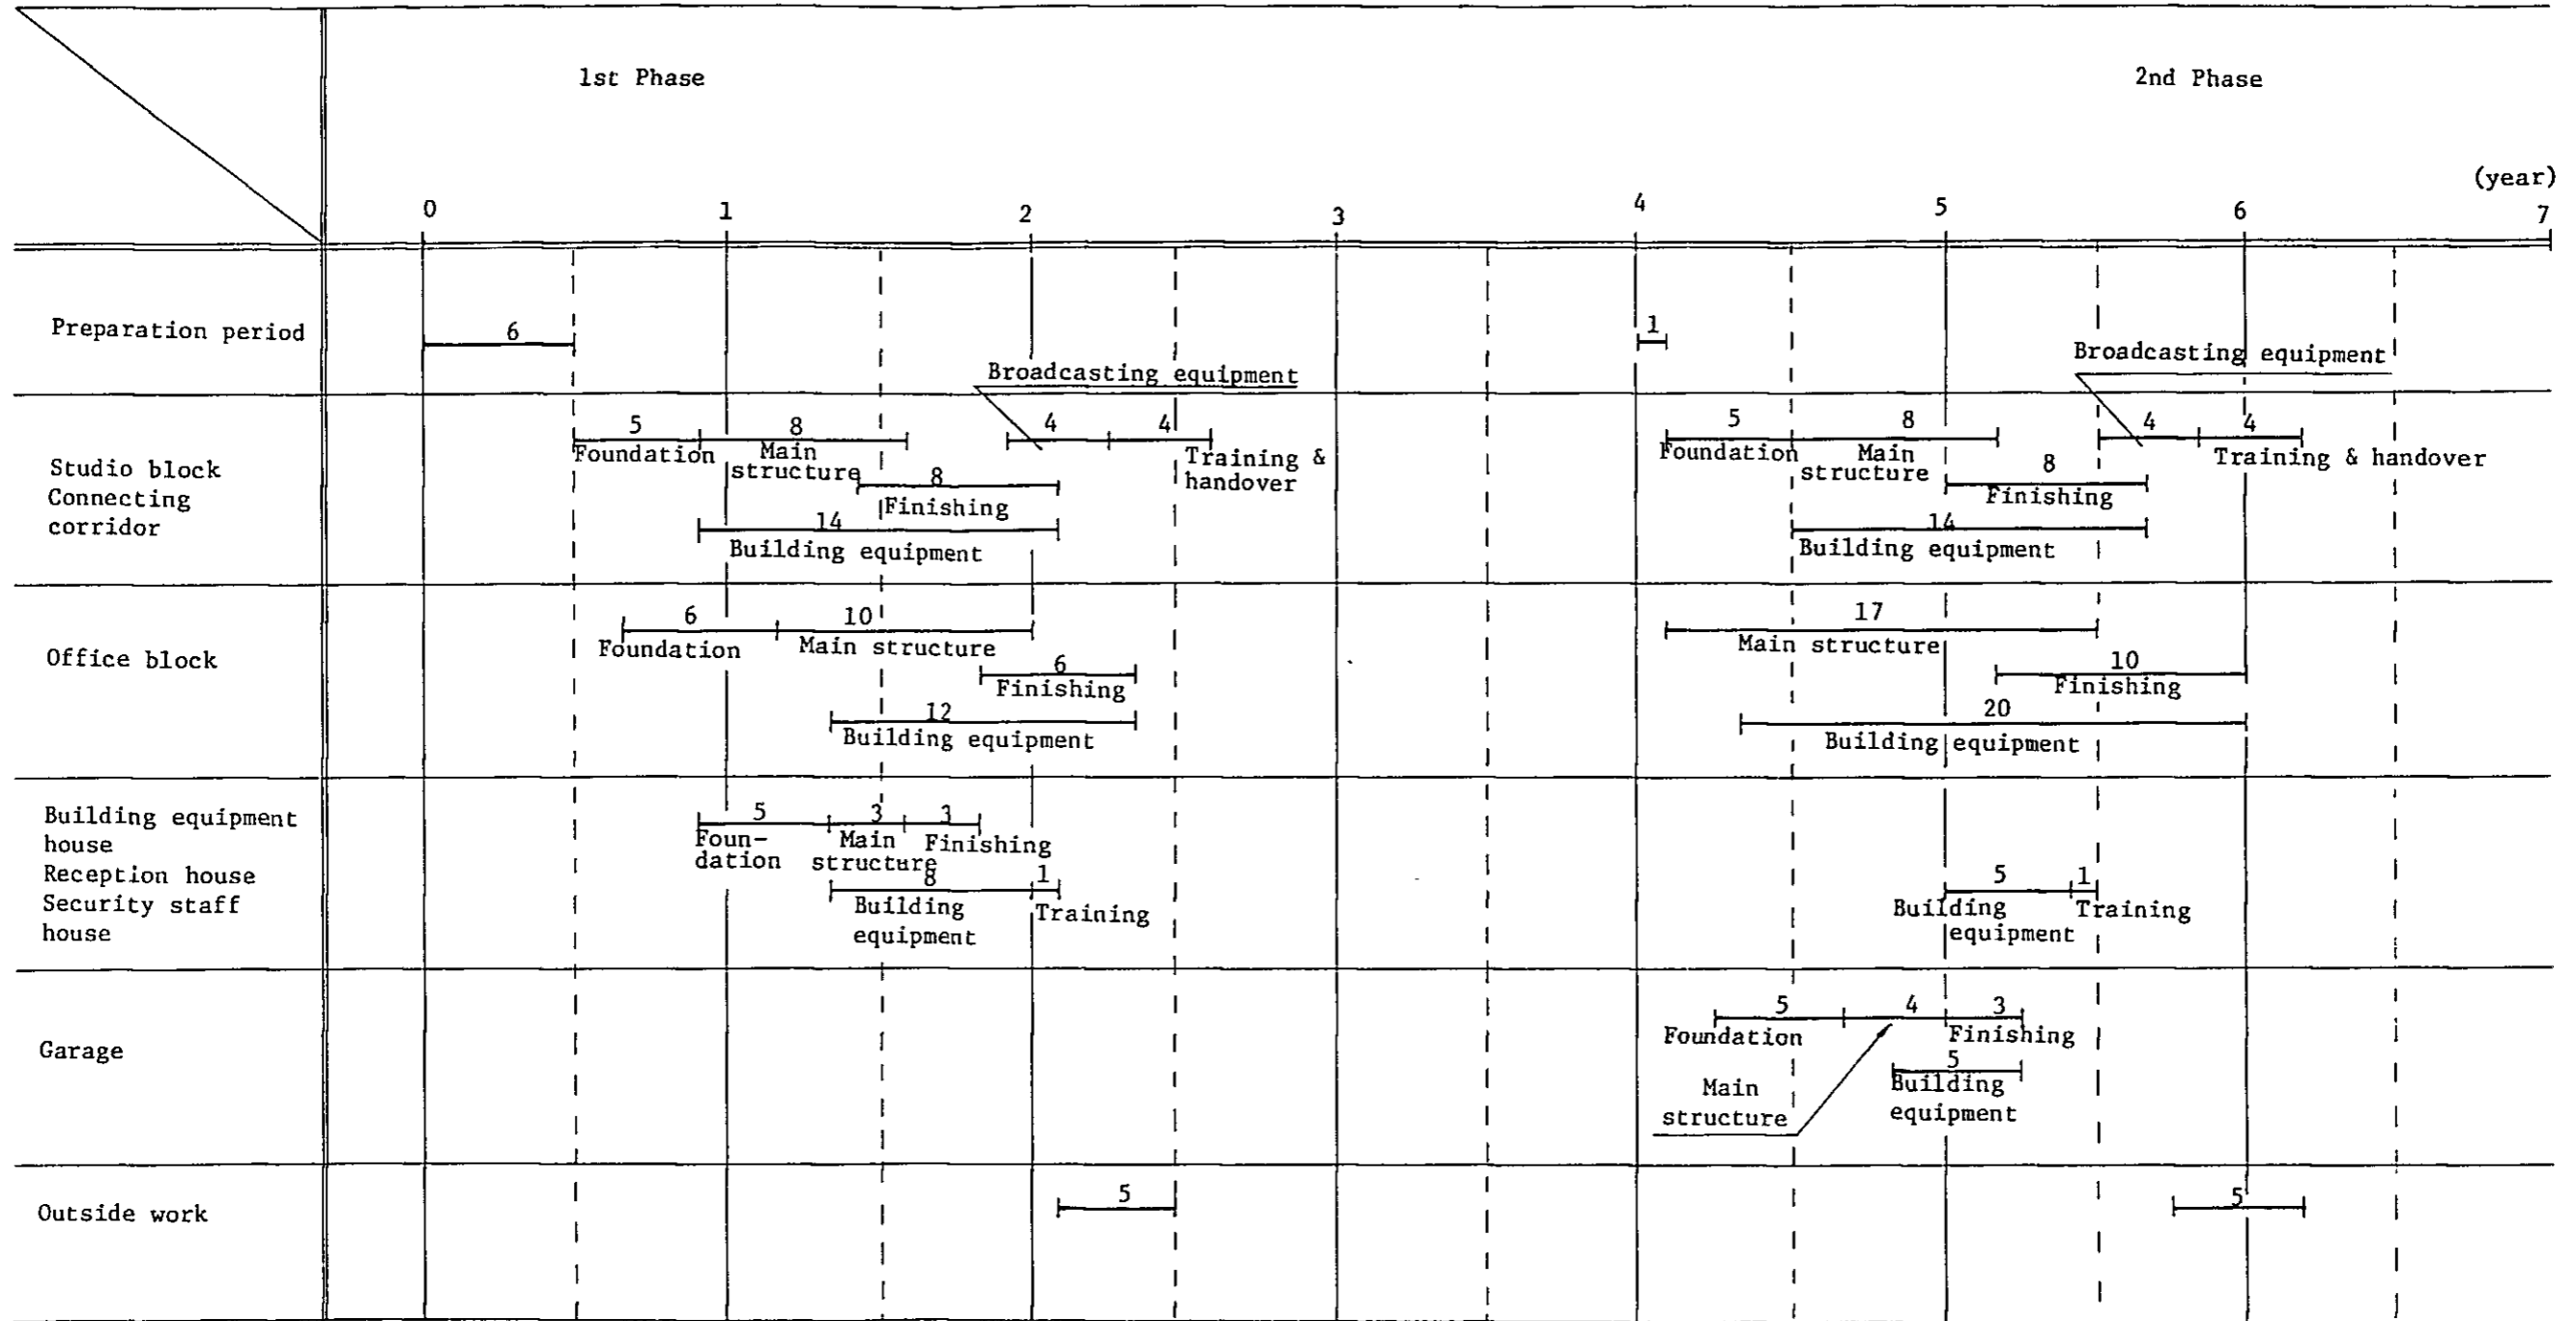 1st Phase
2nd Phase
(year)
0
1
2
3
4
5
6
7
Preparation period
6
1
Broadcasting equipment
Broadcasting equipment
Studio block
Connecting
corridor
5
8
4
4
Foundation
Main
structure
Training &
handover
8
Finishing
14
Building equipment
5
8
4
4
Foundation
Main
structure
Training & handover
8
Finishing
14
Building equipment
Office block
6
10
Foundation
Main structure
6
Finishing
12
Building equipment
17
Main structure
10
Finishing
20
Building equipment
Building equipment
house
Reception house
Security staff
house
5
3
3
Foun-
dation
Main
structure
Finishing
8
1
Building
equipment
Training
5
1
Building
equipment
Training
Garage
5
4
3
Foundation
Finishing
5
Building
equipment
Main
structure
Outside work
5
5